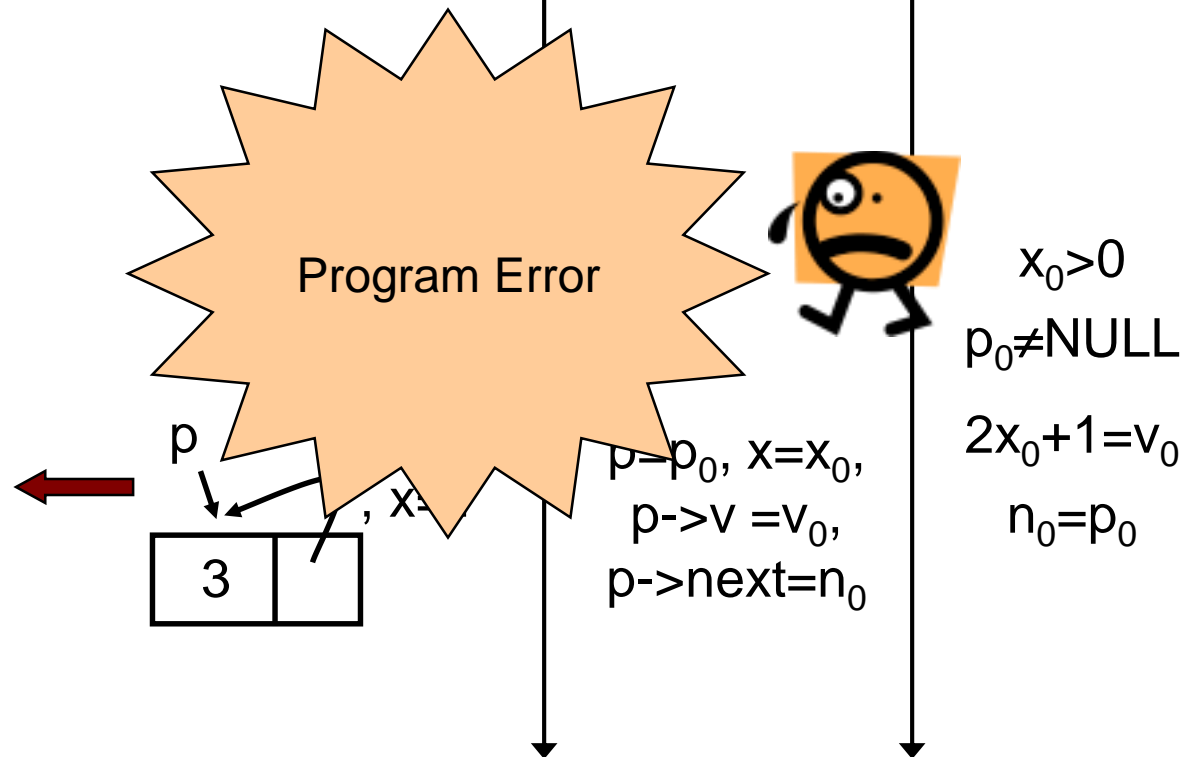 Program Error
p
, x=
3
p=p₀, x=x₀,
p->v =v₀,
p->next=n₀
x₀>0
p₀≠NULL
2x₀+1=v₀
n₀=p₀